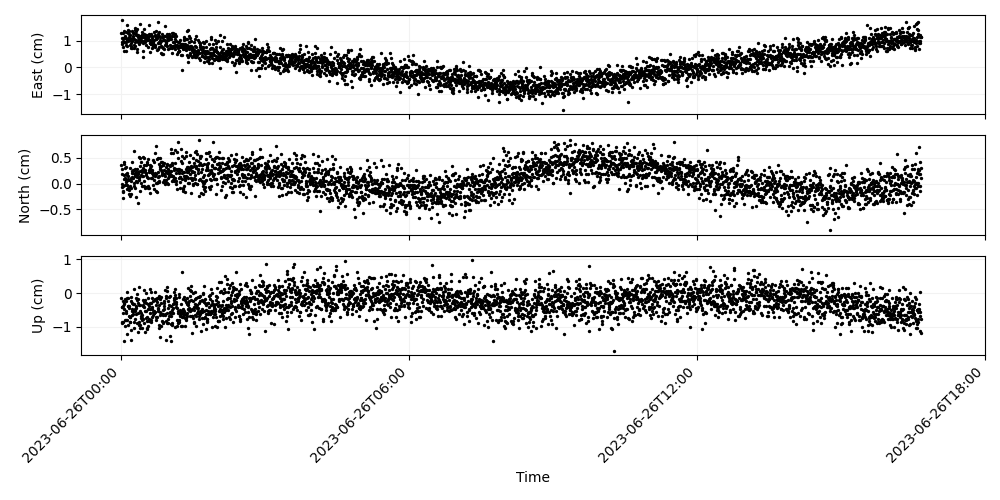 East (cm)
1
0
−1
North (cm)
0.5
0.0
−0.5
Up (cm)
1
0
−1
2023-06-26T00:00
2023-06-26T06:00
2023-06-26T12:00
2023-06-26T18:00
Time